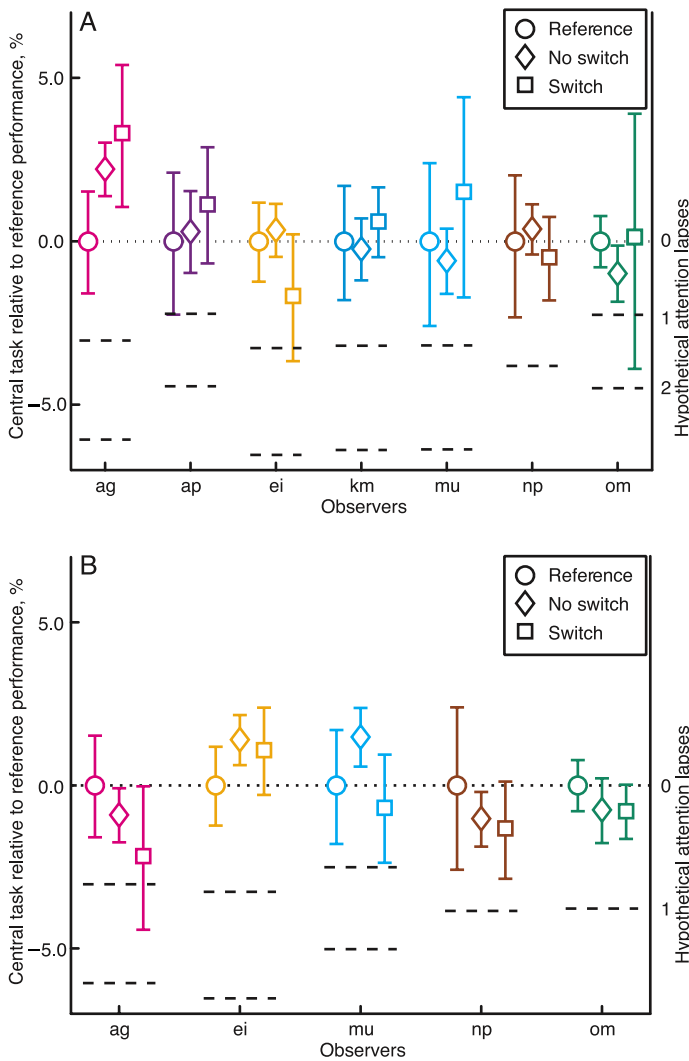 A
Reference
No switch
Switch
Central task relative to reference performance, %
5.0
0.0
−5.0
0
1
2
Hypothetical attention lapses
ag ap ei km mu np om
Observers
B
Reference
No switch
Switch
Central task relative to reference performance, %
5.0
0.0
−5.0
0
1
Hypothetical attention lapses
ag ei mu np om
Observers